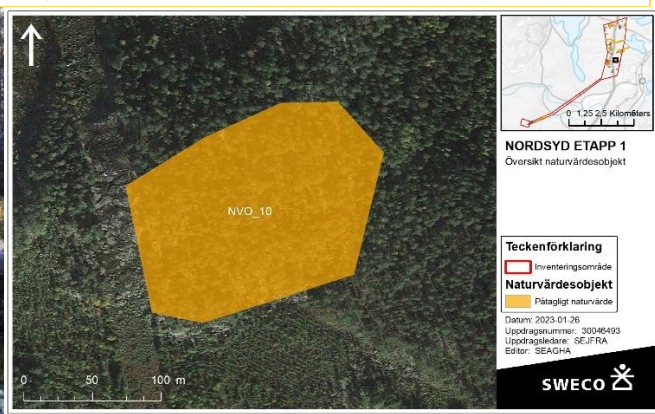 NVO_10
0 50 100 m
0 1,25 2,5 Kilometers
NORDSYD ETAPP 1
Översikt naturvärdesobjekt
Teckenförklaring
Inventeringsområde
Naturvärdesobjekt
Påtagligt naturvärde
Datum: 2023-01-26
Uppdragsnummer: 30046493
Uppdragsledare: SEJFRA
Editor: SEAGHA
SWECO